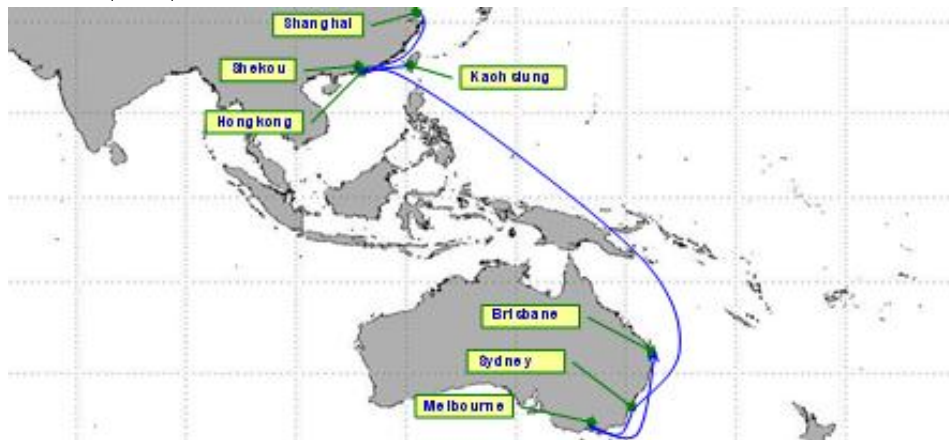 Shanghai
Shekou
Kaohsiung
Hongkong
Brisbane
Sydney
Melbourne